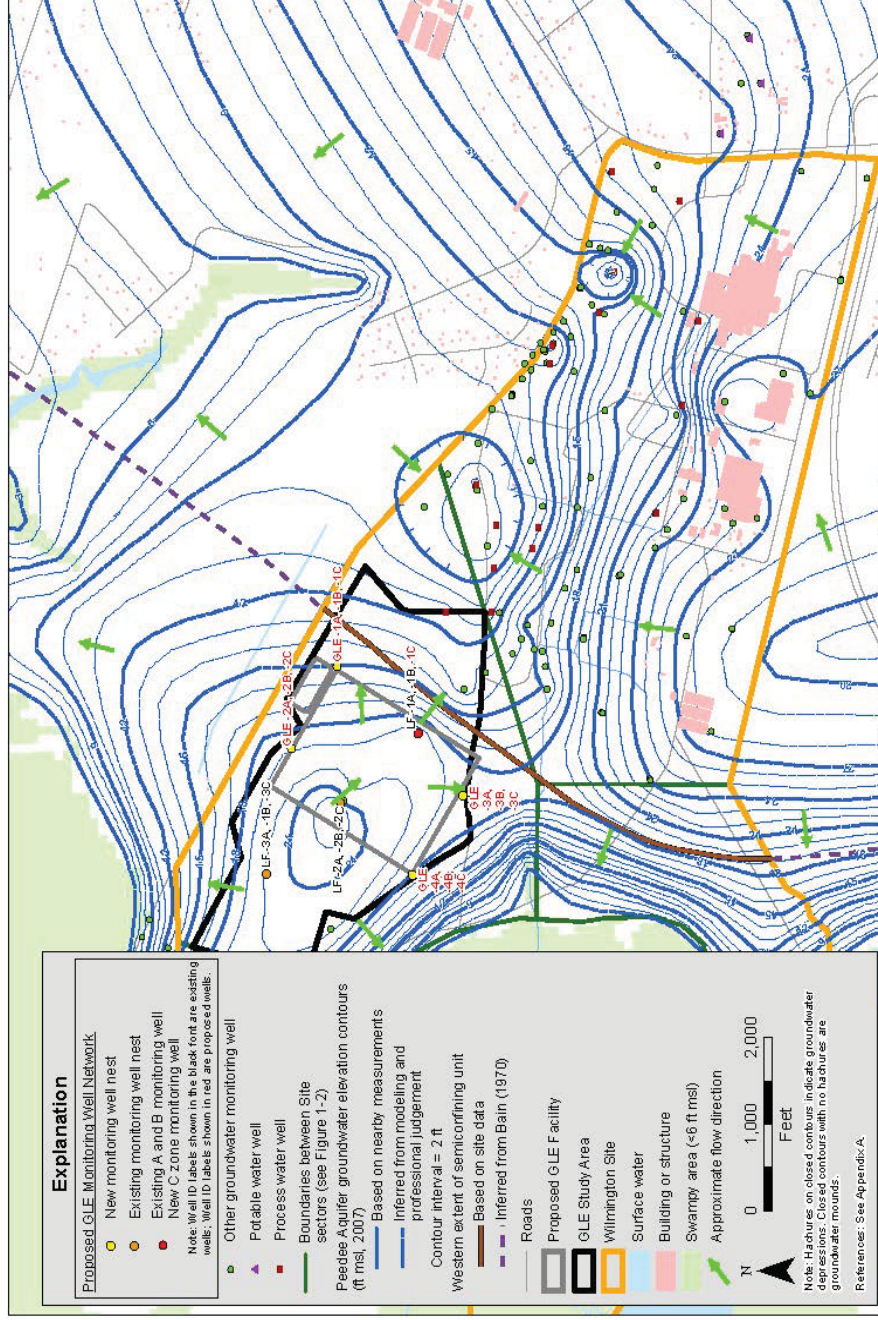 Explanation
Proposed GLE Monitoring Well Network
New monitoring well nest
Existing monitoring well nest
Existing A and B monitoring well
New C zone monitoring well
Note: Well ID labels shown in the black font are existing
wells; Well ID labels shown in red are proposed wells.
Other groundwater monitoring well
Potable water well
Process water well
Boundaries between Site
sectors (see Figure 1-2)
Peedee Aquifer groundwater elevation contours
(ft msl, 2007)
Based on nearby measurements
Inferred from modeling and
professional judgement
Contour interval = 2 ft
Western extent of semiconfining unit
Based on site data
Inferred from Bain (1970)
Roads
Proposed GLE Facility
GLE Study Area
Wilmington Site
Surface water
Building or structure
Swampy area (<6 ft msl)
Approximate flow direction
N
0 1,000 2,000
Feet
Note: Hachures on closed contours indicate groundwater
depressions. Closed contours with no hachures are
groundwater mounds.
References: See Appendix A.
LF-3A, -1B, -3C
GLE-2A, -2B, -2C
GLE-1A, -1B, -1C
LF-2A, -2B, -2C
LF-1A, -1B, -1C
GLE
-3A,
-3B,
-3C
GLE
-4A,
-4B,
-4C